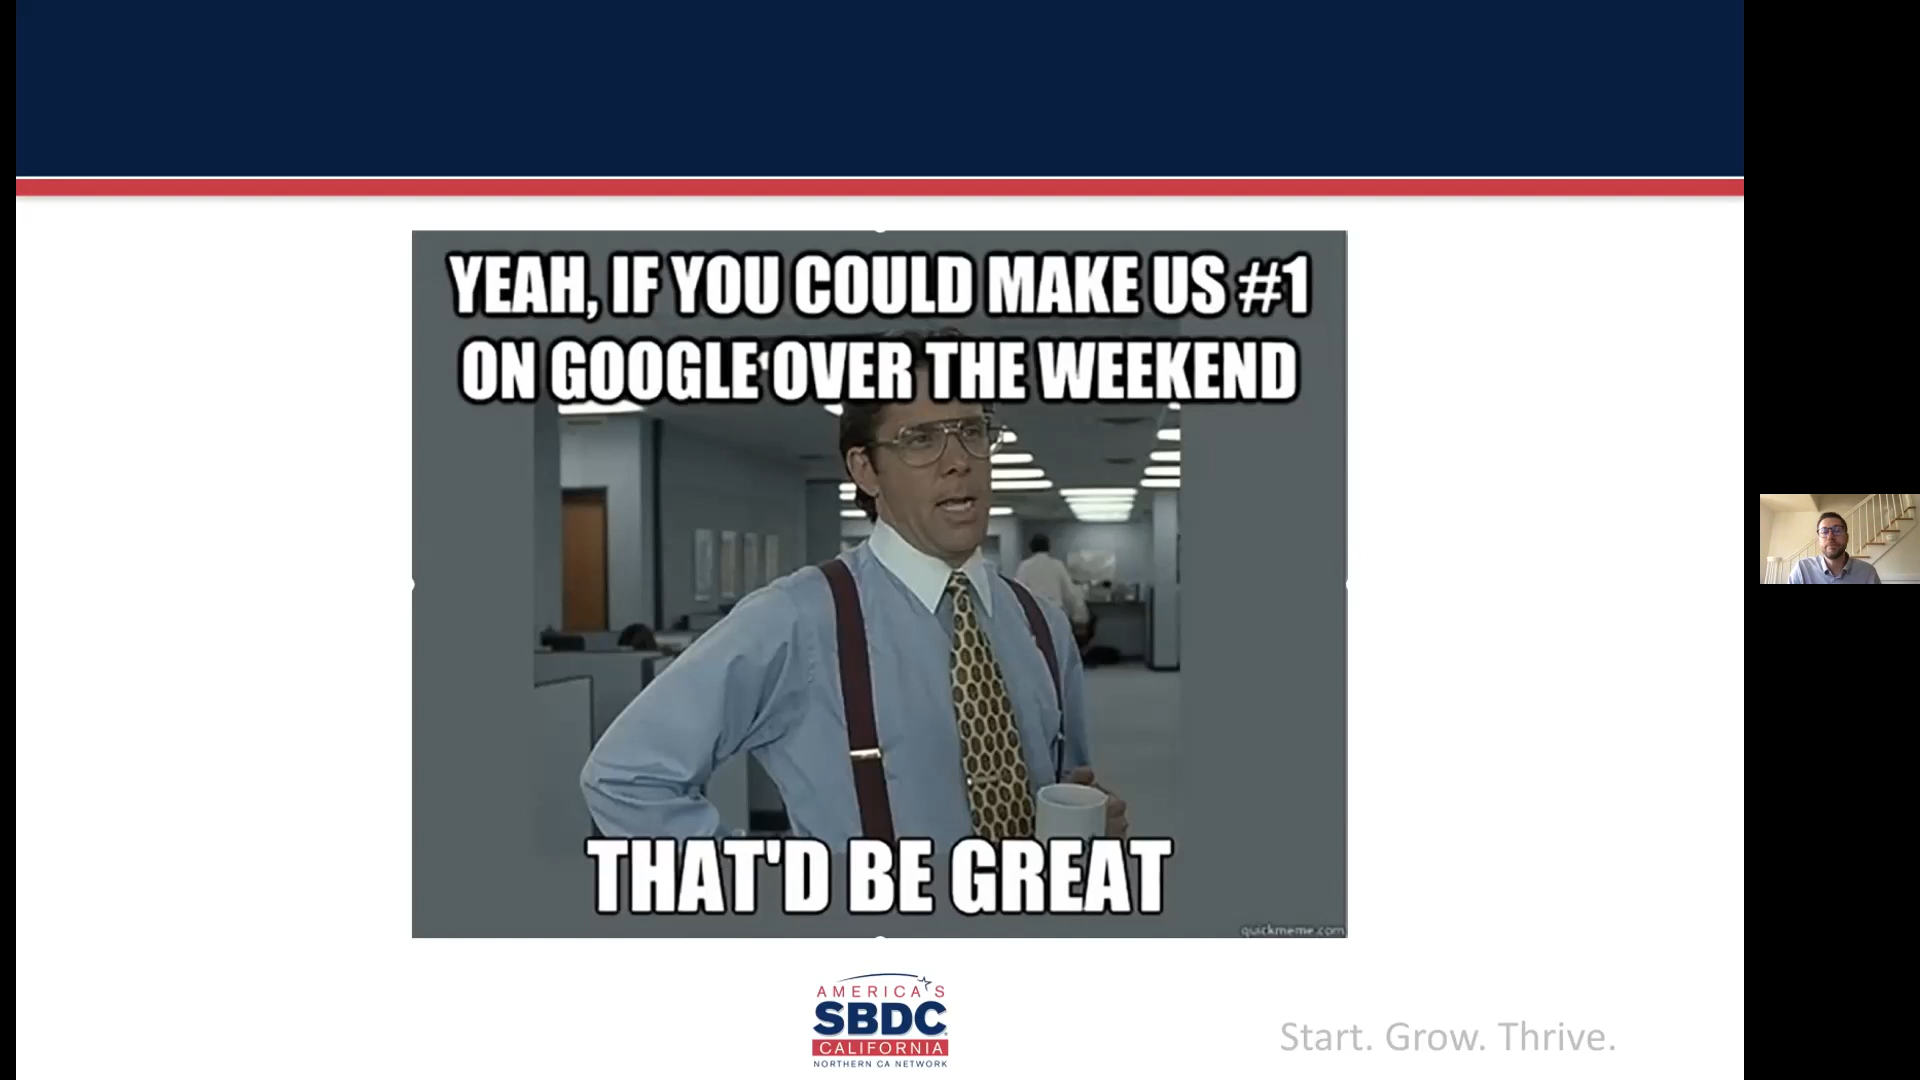 YEAH, IF YOU COULD MAKE US #1
ON GOOGLE OVER THE WEEKEND
THAT'D BE GREAT
quickmeme.com
AMERICA'S
SBDC
CALIFORNIA
NORTHERN CA NETWORK
Start. Grow. Thrive.